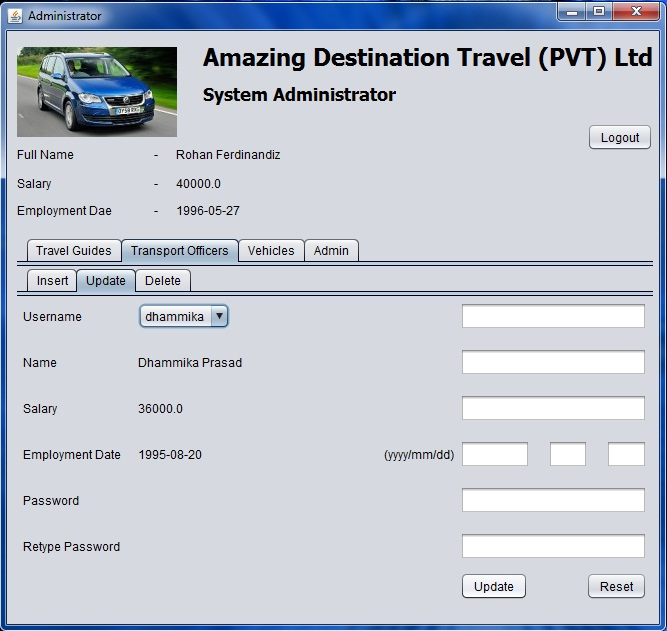 Administrator
Amazing Destination Travel (PVT) Ltd
System Administrator
Logout
Full Name - Rohan Ferdinandiz
Salary - 40000.0
Employment Dae - 1996-05-27
Travel Guides Transport Officers Vehicles Admin
Insert Update Delete
Username dhammika
Name Dhammika Prasad
Salary 36000.0
Employment Date 1995-08-20 (yyyy/mm/dd)
Password
Retype Password
Update Reset